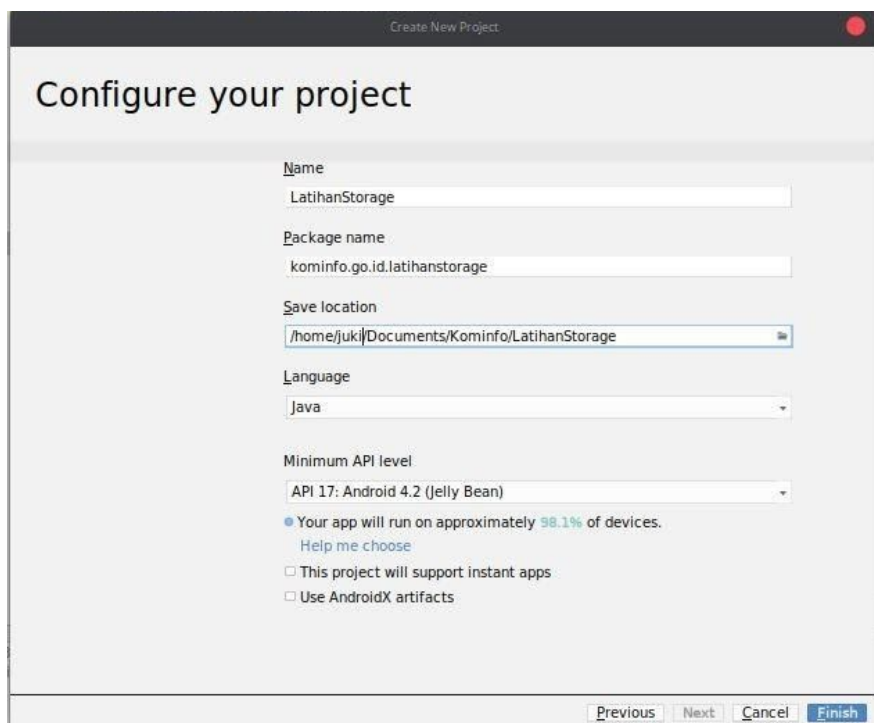 Create New Project
Configure your project
Name
LatihanStorage
Package name
kominfo.go.id.latihanstorage
Save location
/home/juki/Documents/Kominfo/LatihanStorage
Language
Java
Minimum API level
API 17: Android 4.2 (Jelly Bean)
Your app will run on approximately 98.1% of devices.
Help me choose
This project will support instant apps
Use AndroidX artifacts
Previous Next Cancel Finish